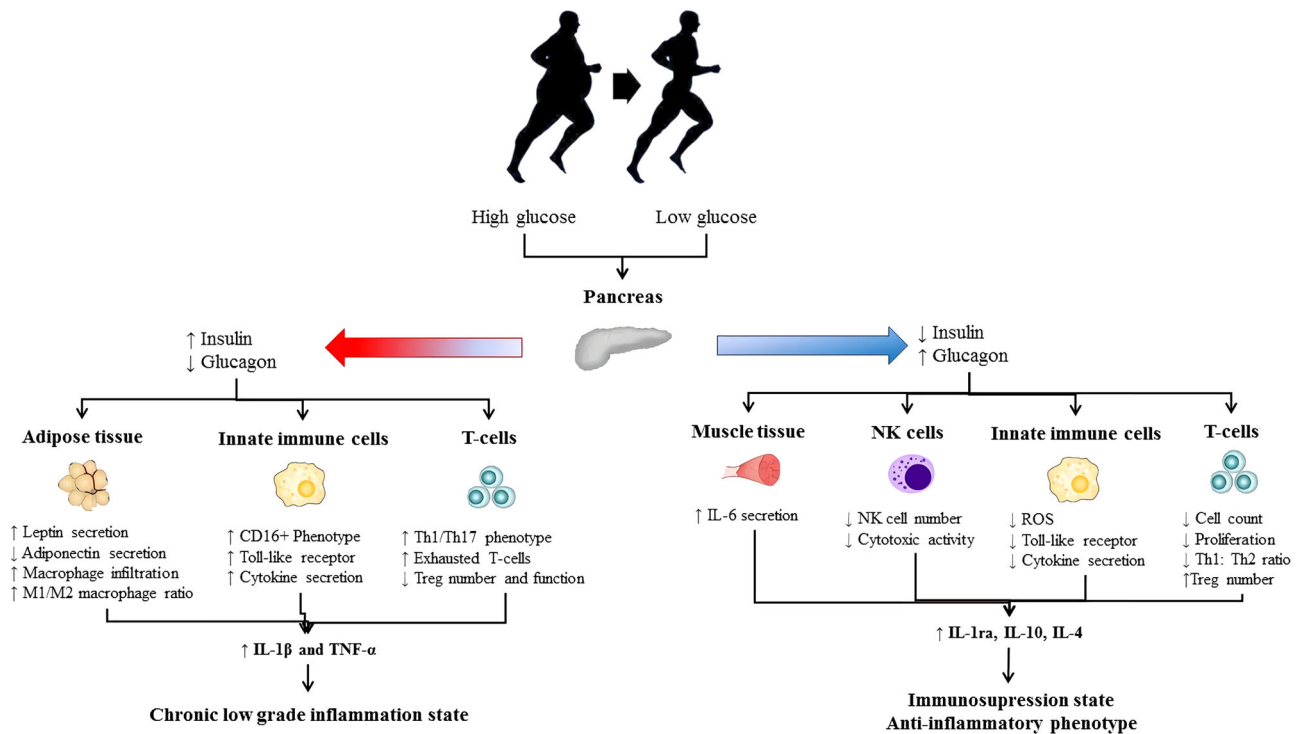 High glucose
Low glucose
Pancreas
↑ Insulin
↓ Glucagon
↓ Insulin
↑ Glucagon
Adipose tissue
↑ Leptin secretion
↓ Adiponectin secretion
↑ Macrophage infiltration
↑ M1/M2 macrophage ratio
Innate immune cells
↑ CD16+ Phenotype
↑ Toll-like receptor
↑ Cytokine secretion
T-cells
↑ Th1/Th17 phenotype
↑ Exhausted T-cells
↓ Treg number and function
↑ IL-1β and TNF-α
Chronic low grade inflammation state
Muscle tissue
↑ IL-6 secretion
NK cells
↓ NK cell number
↓ Cytotoxic activity
Innate immune cells
↓ ROS
↓ Toll-like receptor
↓ Cytokine secretion
T-cells
↓ Cell count
↓ Proliferation
↓ Th1: Th2 ratio
↑Treg number
↑ IL-1ra, IL-10, IL-4
Immunosupression state
Anti-inflammatory phenotype